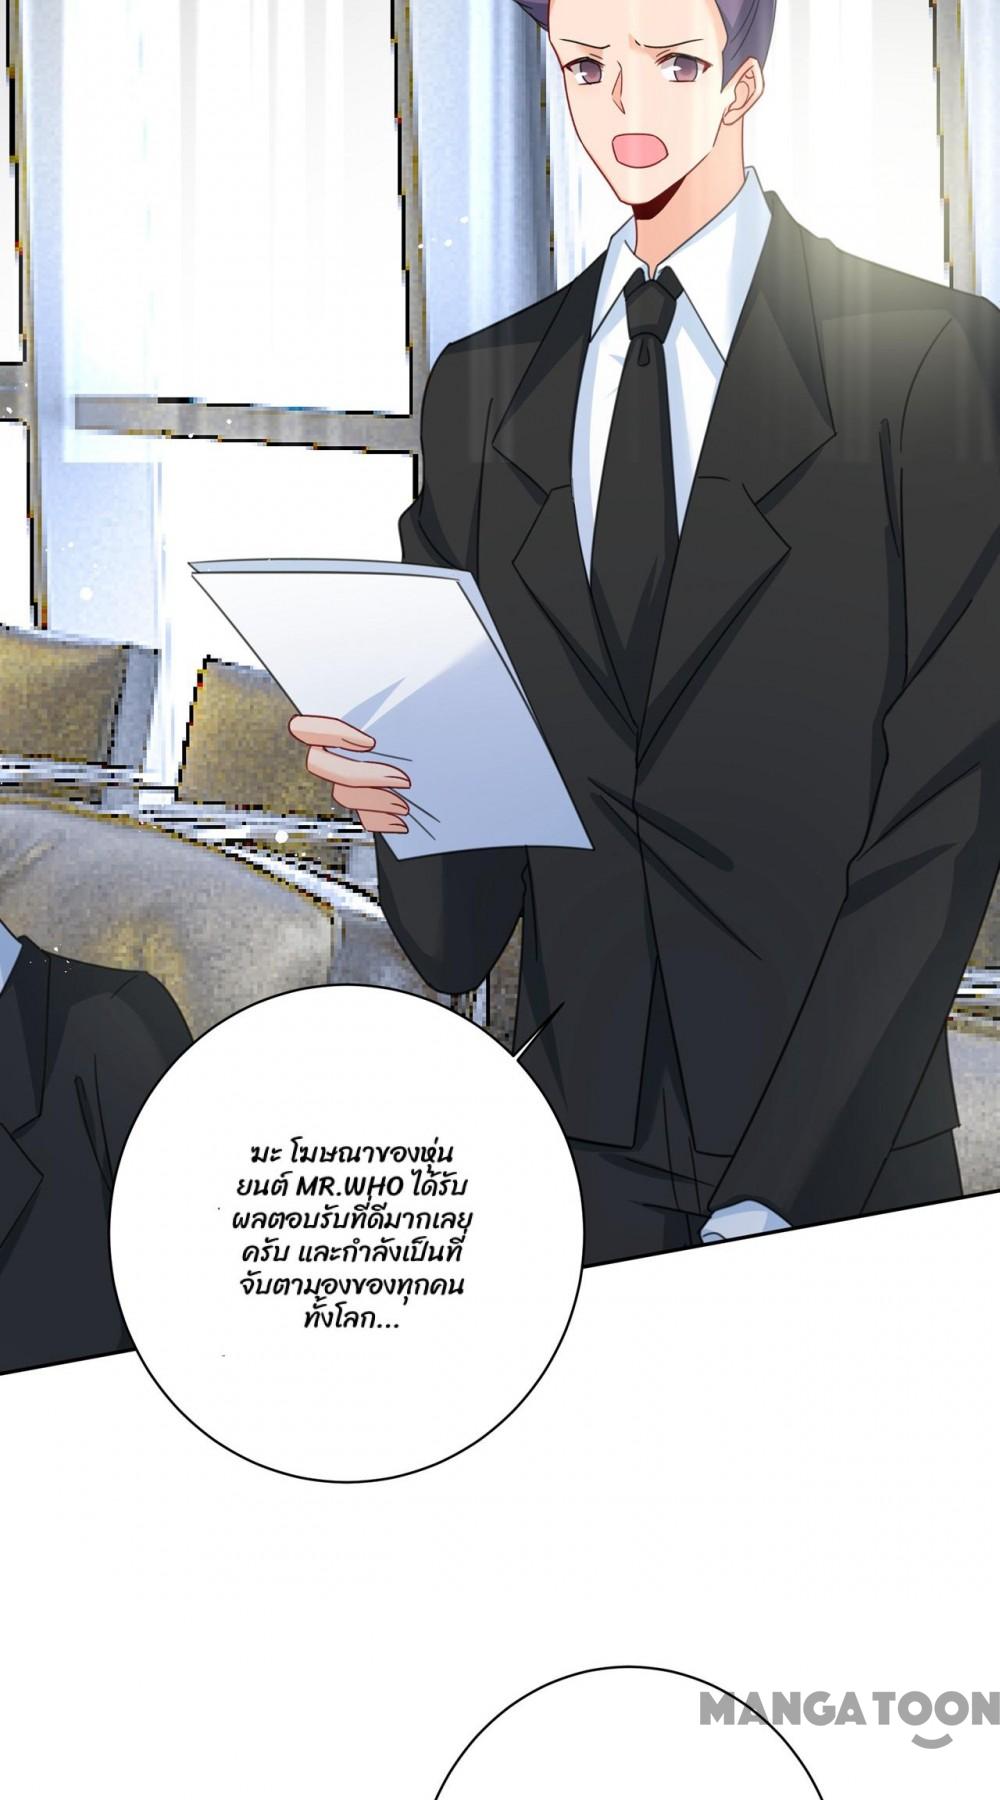 ฆะ โฆษณาของหุ่น
ยนต์ MR.WHO ได้รับ
ผลตอบรับที่ดีมากเลย
ครับ และกำลังเป็นที่
จับตามองของทุกคน
ทั้งโลก...
MANGATOON